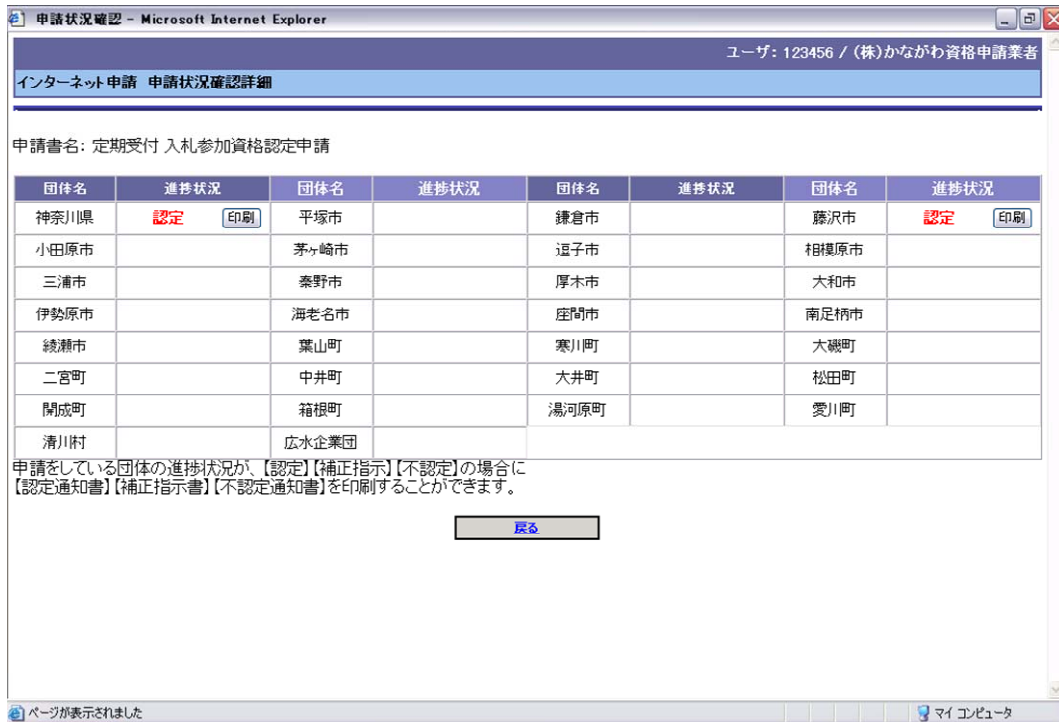 申請状況確認 - Microsoft Internet Explorer
ユーザ: 123456 / (株)かながわ資格申請業者
インターネット申請 申請状況確認詳細
申請書名: 定期受付 入札参加資格認定申請
団体名 進捗状況 団体名 進捗状況 団体名 進捗状況 団体名 進捗状況
神奈川県 認定 印刷 平塚市 鎌倉市 藤沢市 認定 印刷
小田原市 茅ヶ崎市 逗子市 相模原市
三浦市 秦野市 厚木市 大和市
伊勢原市 海老名市 座間市 南足柄市
綾瀬市 葉山町 寒川町 大磯町
二宮町 中井町 大井町 松田町
開成町 箱根町 湯河原町 愛川町
清川村 広水企業団
申請をしている団体の進捗状況が、【認定】【補正指示】【不認定】の場合に
【認定通知書】【補正指示書】【不認定通知書】を印刷することができます。
戻る
ページが表示されました マイ コンピュータ